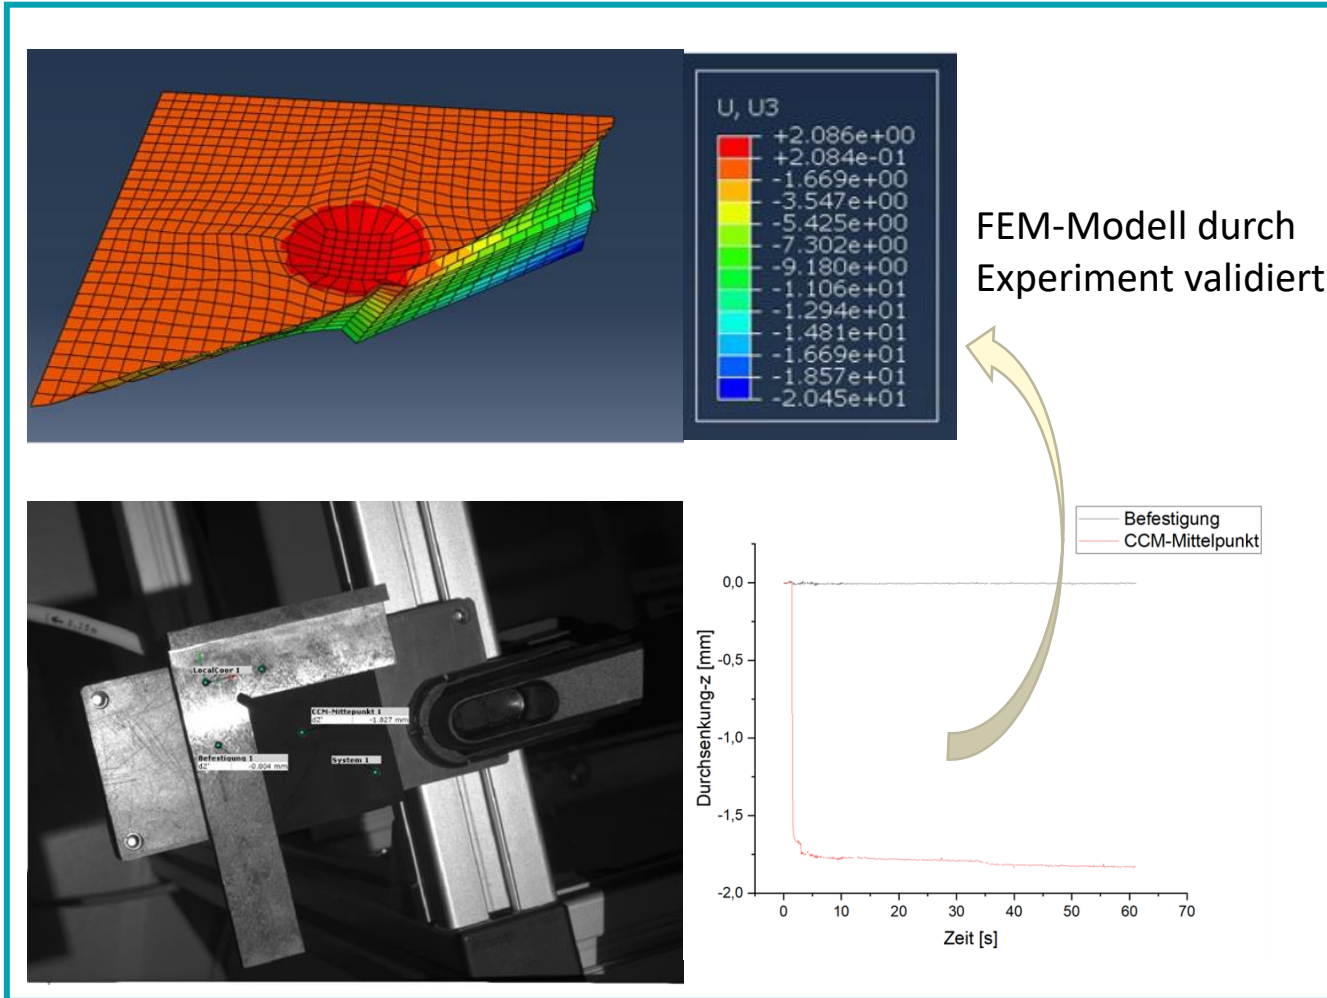 U, U3
+2.086e+00
+2.084e-01
-1.669e+00
-3.547e+00
-5.425e+00
-7.302e+00
-9.180e+00
-1.106e+01
-1.294e+01
-1.481e+01
-1.669e+01
-1.857e+01
-2.045e+01
FEM-Modell durch
Experiment validiert
LocalCoor 1
CCM-Mittepunkt 1
dZ' -1.827 mm
Befestigung 1
dZ' -0.004 mm
System 1
Befestigung
CCM-Mittelpunkt
Durchsenkung-z [mm]
0,0
-0,5
-1,0
-1,5
-2,0
0 10 20 30 40 50 60 70
Zeit [s]